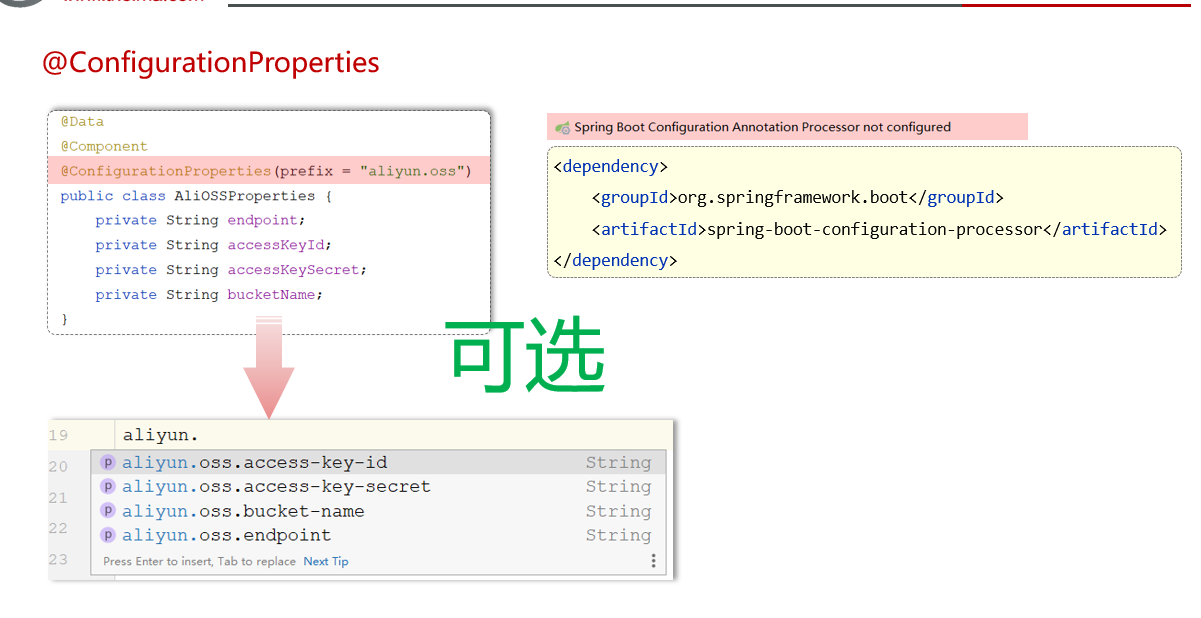 @ConfigurationProperties
@Data
@Component
@ConfigurationProperties(prefix = "aliyun.oss")
public class AliOSSProperties {
    private String endpoint;
    private String accessKeyId;
    private String accessKeySecret;
    private String bucketName;
}
Spring Boot Configuration Annotation Processor not configured
<dependency>
    <groupId>org.springframework.boot</groupId>
    <artifactId>spring-boot-configuration-processor</artifactId>
</dependency>
可选
19 aliyun.
20 p aliyun.oss.access-key-id String
p aliyun.oss.access-key-secret String
21 p aliyun.oss.bucket-name String
22 p aliyun.oss.endpoint String
23 Press Enter to insert, Tab to replace Next Tip